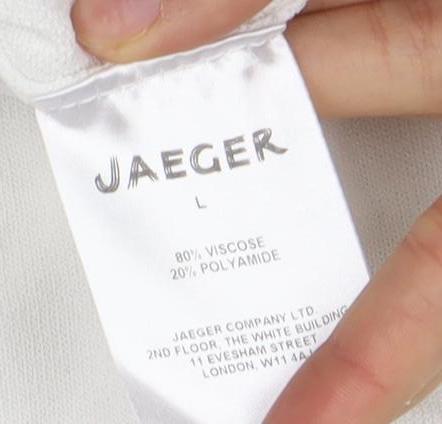 JAEGER
L
80% VISCOSE
20% POLYAMIDE
JAEGER COMPANY LTD.
2ND FLOOR, THE WHITE BUILDING
11 EVESHAM STREET
LONDON, W11